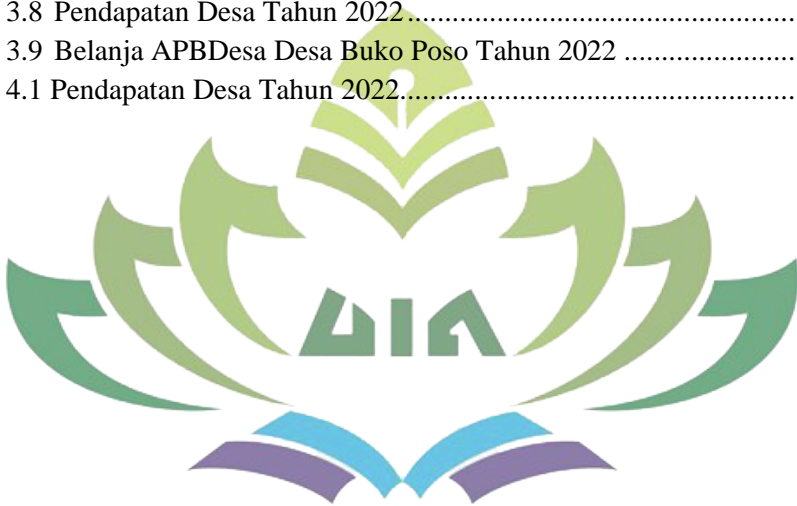 3.8 Pendapatan Desa Tahun 2022......................................................
3.9 Belanja APBDesa Desa Buko Poso Tahun 2022 ........................
4.1 Pendapatan Desa Tahun 2022......................................................
UIN